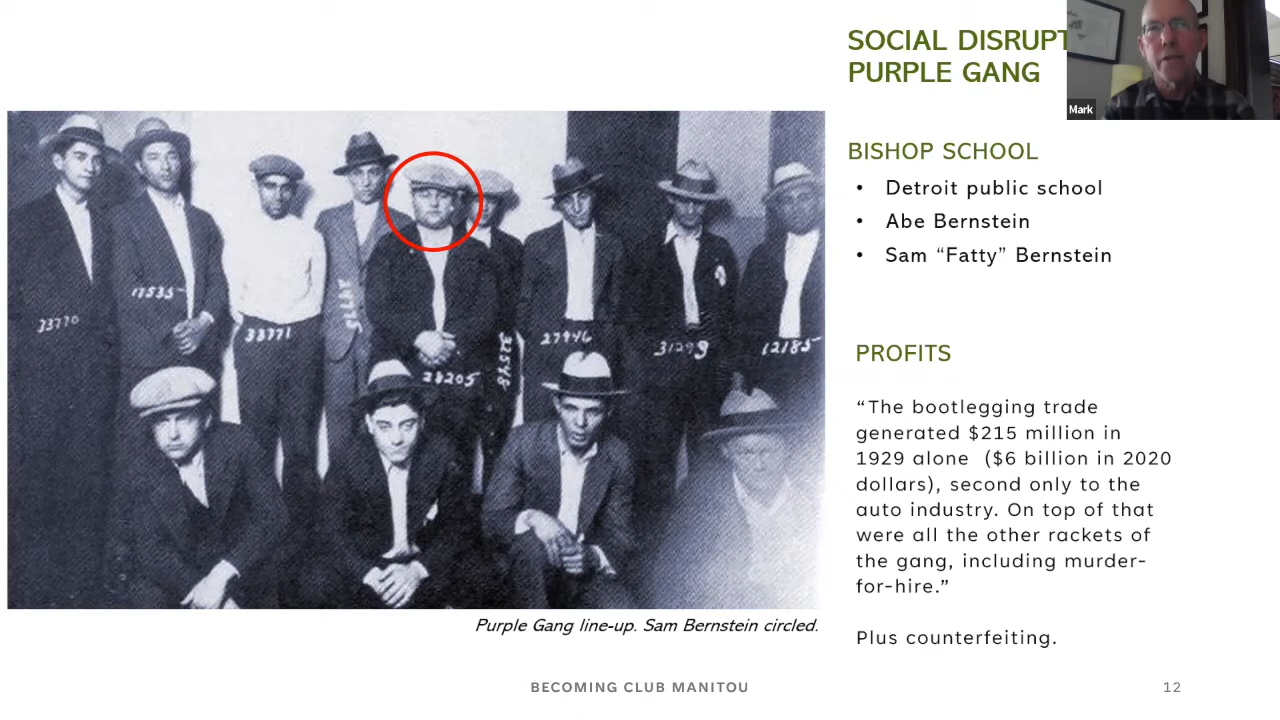 SOCIAL DISRUPT
PURPLE GANG
Mark
BISHOP SCHOOL
• Detroit public school
• Abe Bernstein
• Sam “Fatty” Bernstein
33770
17535
33771
27946
31299
12185
28205
PROFITS
“The bootlegging trade
generated $215 million in
1929 alone  ($6 billion in 2020
dollars), second only to the
auto industry. On top of that
were all the other rackets of
the gang, including murder-
for-hire.”
Plus counterfeiting.
Purple Gang line-up. Sam Bernstein circled.
BECOMING CLUB MANITOU
12